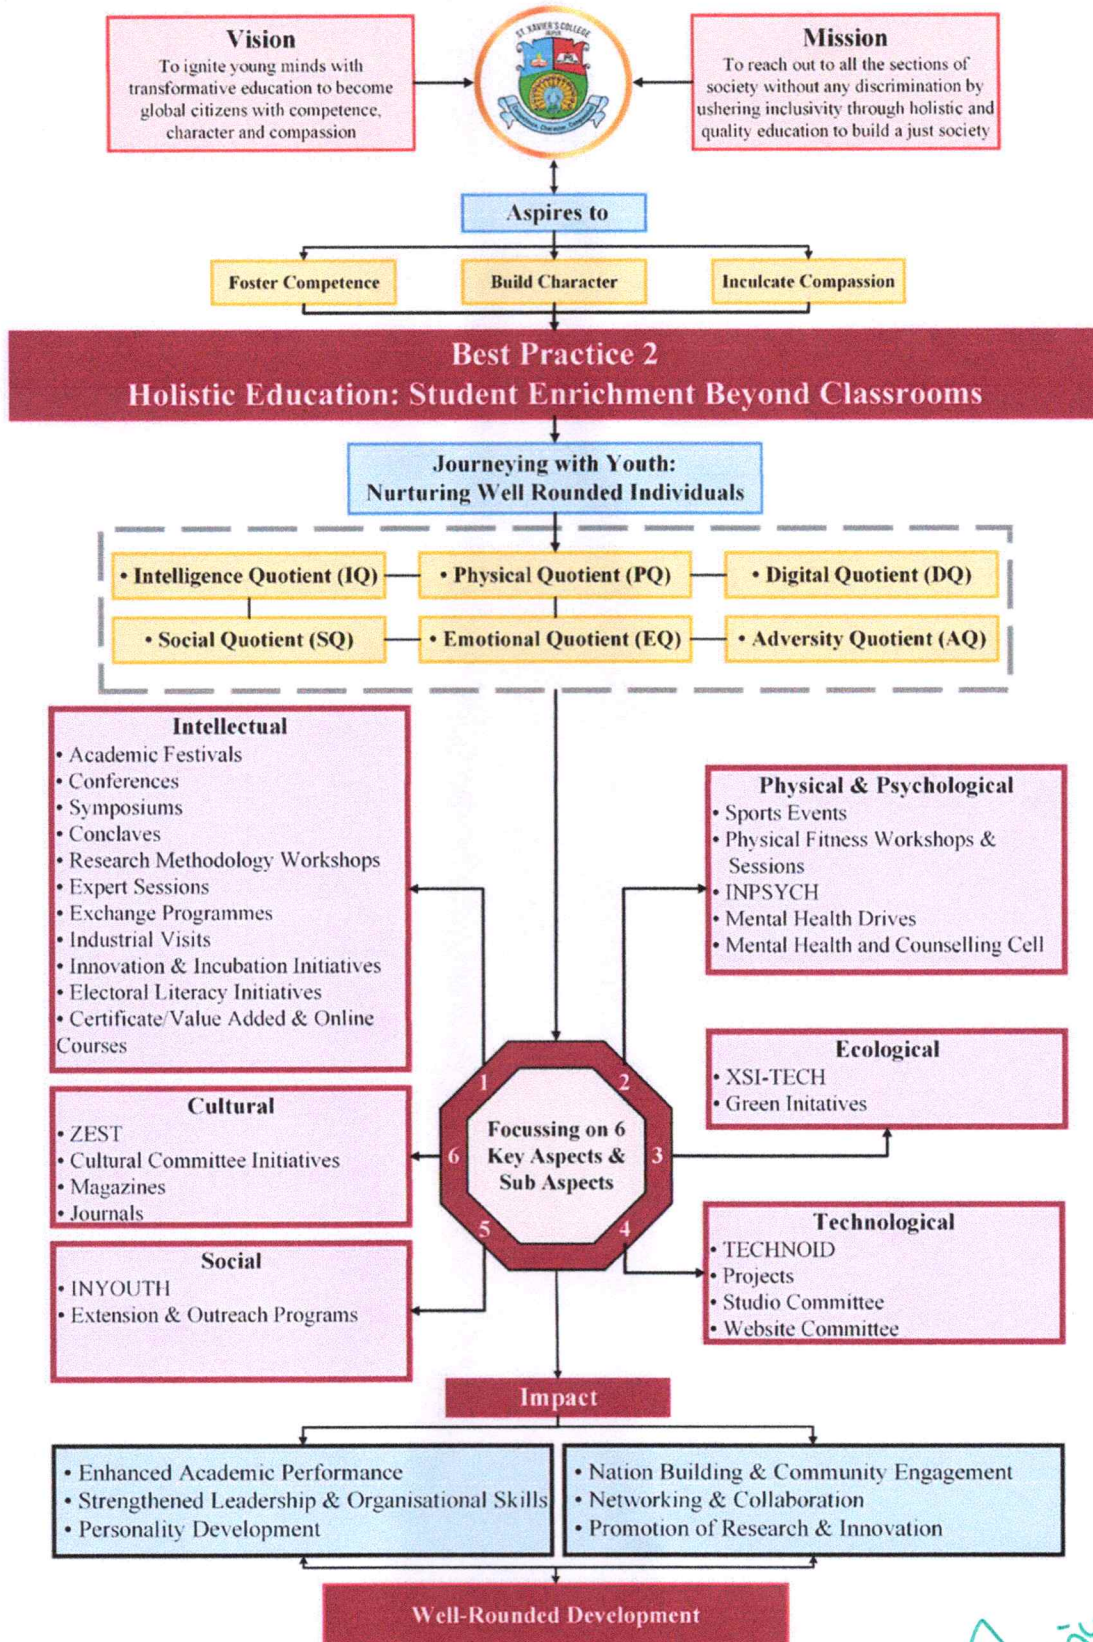 Vision
To ignite young minds with
transformative education to become
global citizens with competence,
character and compassion
ST. XAVIER'S COLLEGE
JAIPUR
Competence, Character, Compassion
Mission
To reach out to all the sections of
society without any discrimination by
ushering inclusivity through holistic and
quality education to build a just society
Aspires to
Foster Competence
Build Character
Inculcate Compassion
Best Practice 2
Holistic Education: Student Enrichment Beyond Classrooms
Journeying with Youth:
Nurturing Well Rounded Individuals
• Intelligence Quotient (IQ)
• Physical Quotient (PQ)
• Digital Quotient (DQ)
• Social Quotient (SQ)
• Emotional Quotient (EQ)
• Adversity Quotient (AQ)
Intellectual
• Academic Festivals
• Conferences
• Symposiums
• Conclaves
• Research Methodology Workshops
• Expert Sessions
• Exchange Programmes
• Industrial Visits
• Innovation & Incubation Initiatives
• Electoral Literacy Initiatives
• Certificate/Value Added & Online
Courses
Physical & Psychological
• Sports Events
• Physical Fitness Workshops &
Sessions
• INPSYCH
• Mental Health Drives
• Mental Health and Counselling Cell
Ecological
• XSI-TECH
• Green Initatives
Cultural
• ZEST
• Cultural Committee Initiatives
• Magazines
• Journals
1
2
3
4
5
6
Focussing on 6
Key Aspects &
Sub Aspects
Technological
• TECHNOID
• Projects
• Studio Committee
• Website Committee
Social
• INYOUTH
• Extension & Outreach Programs
Impact
• Enhanced Academic Performance
• Strengthened Leadership & Organisational Skills
• Personality Development
• Nation Building & Community Engagement
• Networking & Collaboration
• Promotion of Research & Innovation
Well-Rounded Development